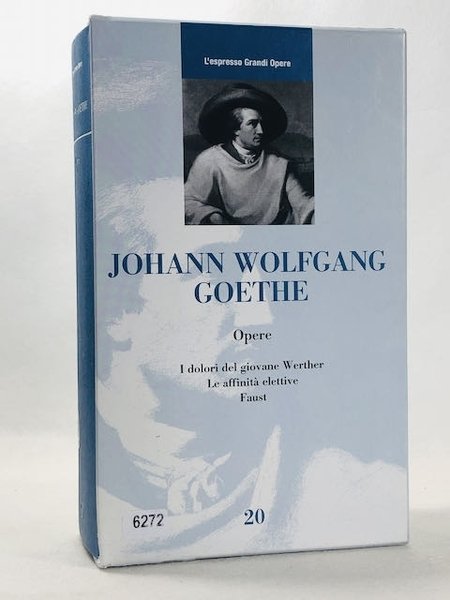 L'espresso Grandi Opere
JOHANN WOLFGANG
GOETHE
Opere
I dolori del giovane Werther
Le affinità elettive
Faust
6272
20